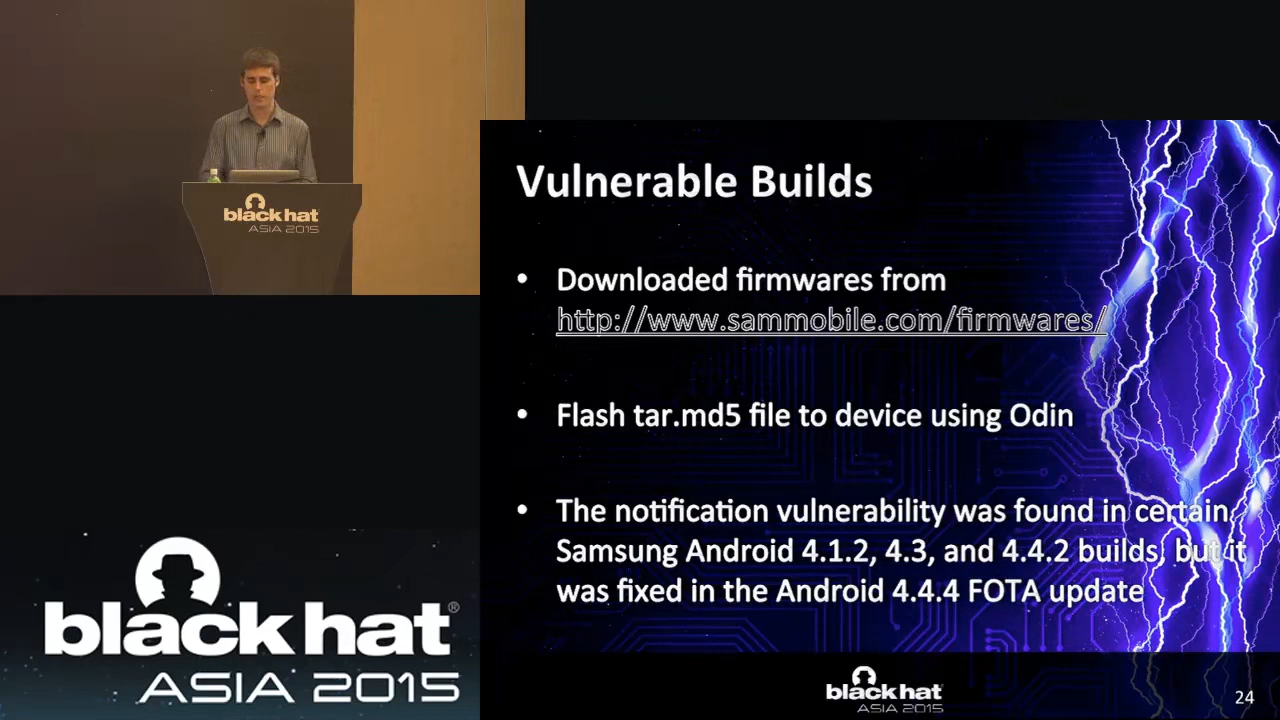 black hat
ASIA 2015
Vulnerable Builds
• Downloaded firmwares from
http://www.sammobile.com/firmwares/
• Flash tar.md5 file to device using Odin
• The notification vulnerability was found in certain
Samsung Android 4.1.2, 4.3, and 4.4.2 builds, but it
was fixed in the Android 4.4.4 FOTA update
black hat®
ASIA 2015
black hat
ASIA 2015
24